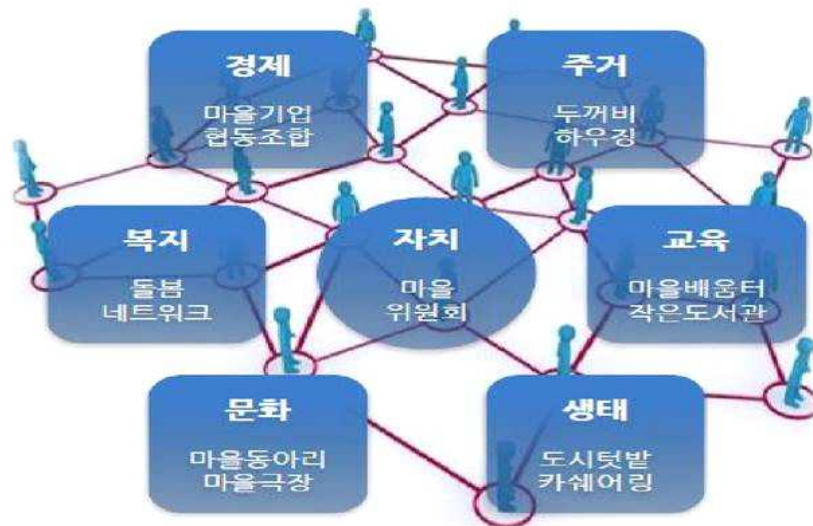 경제
마을기업
협동조합
주거
두꺼비
하우징
복지
돌봄
네트워크
자치
마을
위원회
교육
마을배움터
작은도서관
문화
마을동아리
마을극장
생태
도시텃밭
카쉐어링